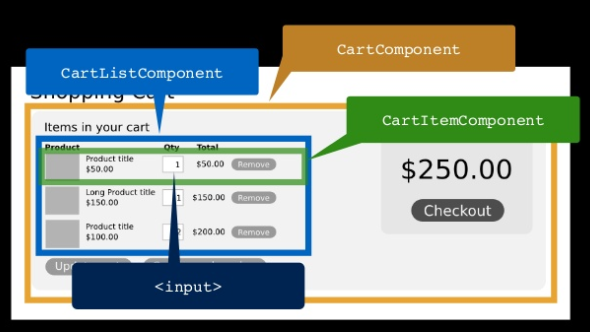 CartComponent
CartListComponent
Shopping Cart
CartItemComponent
Items in your cart
Product Qty Total
Product title
$50.00
1 $50.00 Remove
Long Product title
$150.00
1 $150.00 Remove
Product title
$100.00
2 $200.00 Remove
$250.00
Checkout
<input>